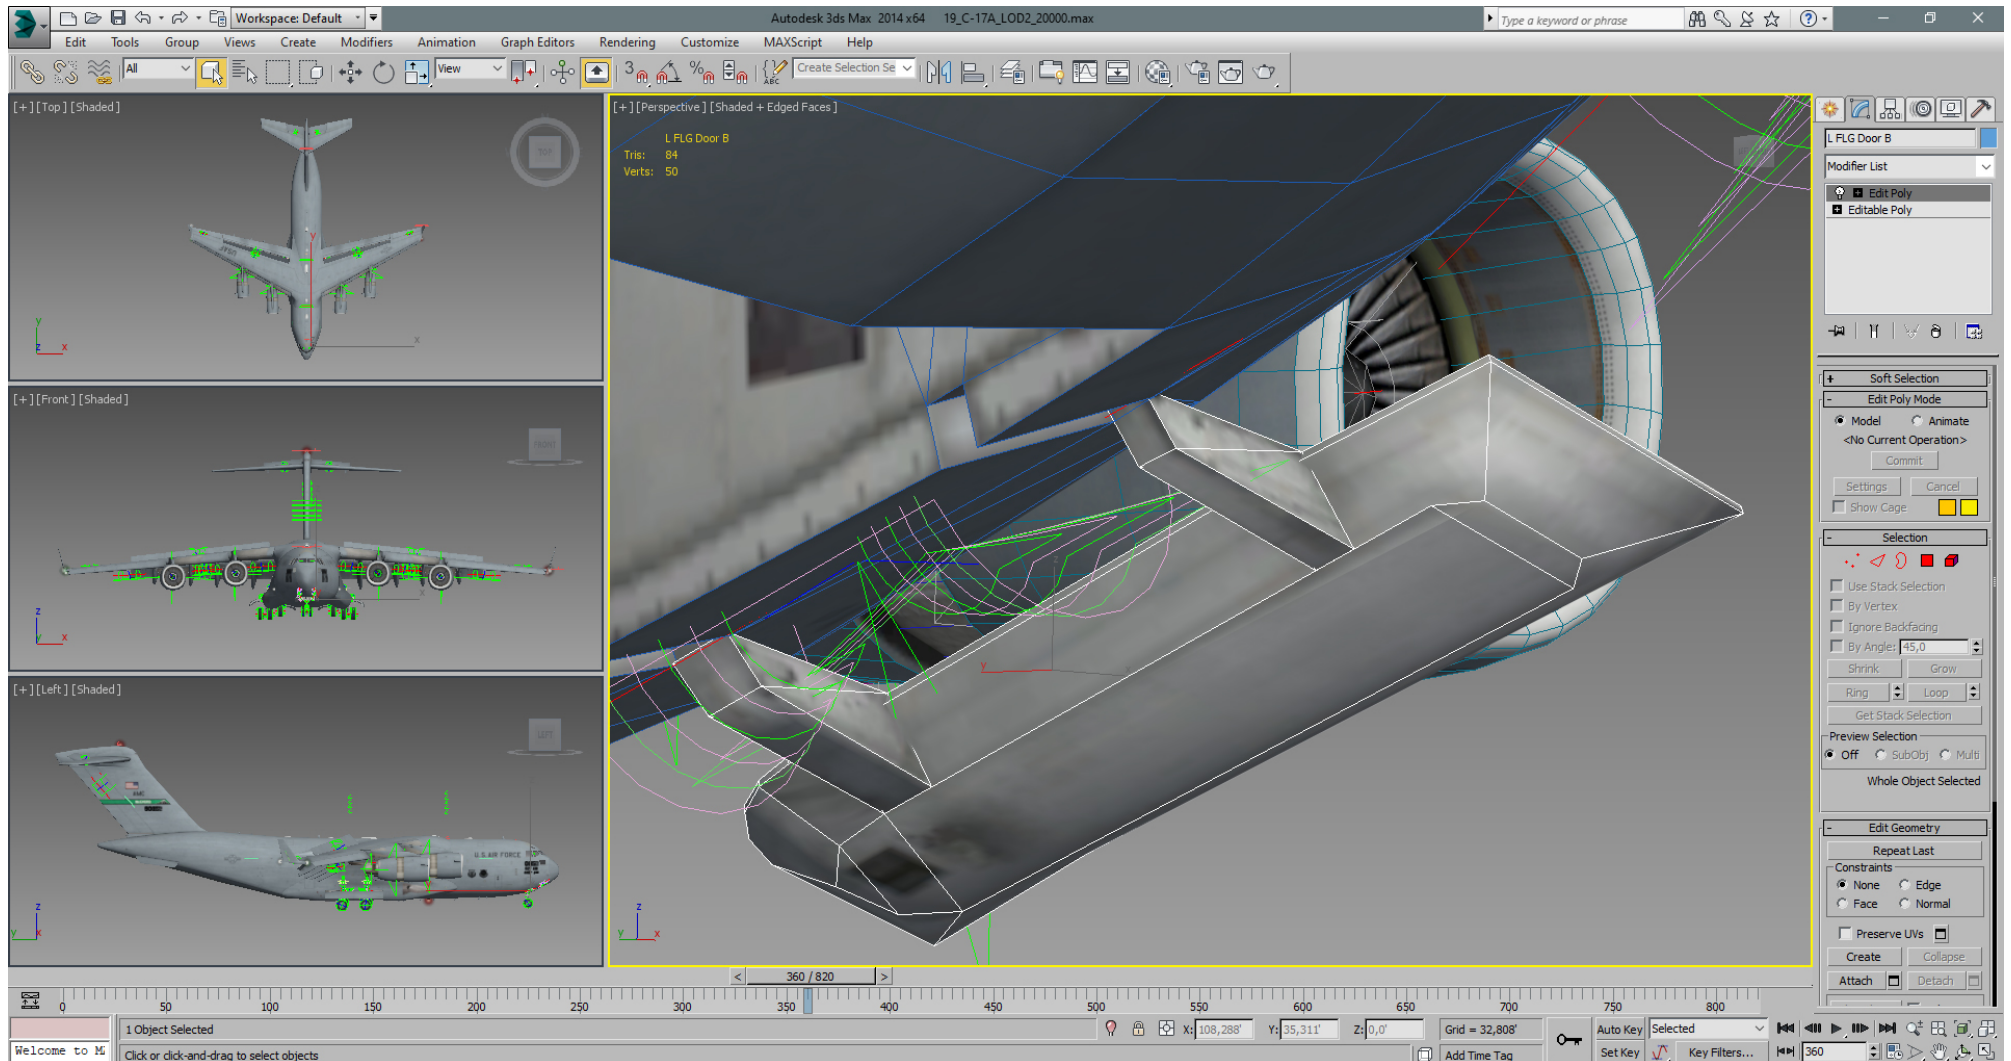 Workspace: Default
Autodesk 3ds Max 2014 x64 19_C-17A_LOD2_20000.max
Type a keyword or phrase
Edit Tools Group Views Create Modifiers Animation Graph Editors Rendering Customize MAXScript Help
All
View
3
%
ABC
Create Selection Se
[+][Top][Shaded]
TOP
y
x
z
[+][Front][Shaded]
FRONT
z
x
[+][Left][Shaded]
LEFT
U.S. AIR FORCE
AMC
z
y
[+][Perspective][Shaded + Edged Faces]
L FLG Door B
Tris: 84
Verts: 50
y
z
z
y x
L FLG Door B
Modifier List
Edit Poly
Editable Poly
+ Soft Selection
- Edit Poly Mode
Model Animate
<No Current Operation>
Commit
Settings Cancel
Show Cage
- Selection
Use Stack Selection
By Vertex
Ignore Backfacing
By Angle: 45,0
Shrink Grow
Ring Loop
Get Stack Selection
Preview Selection
Off SubObj Multi
Whole Object Selected
- Edit Geometry
Repeat Last
Constraints
None Edge
Face Normal
Preserve UVs
Create Collapse
Attach Detach
< 360 / 820 >
0 50 100 150 200 250 300 350 400 450 500 550 600 650 700 750 800
1 Object Selected
X: 108,288' Y: 35,311' Z: 0,0' Grid = 32,808'
Auto Key Selected
Welcome to M
Click or click-and-drag to select objects
Add Time Tag
Set Key Key Filters... 360